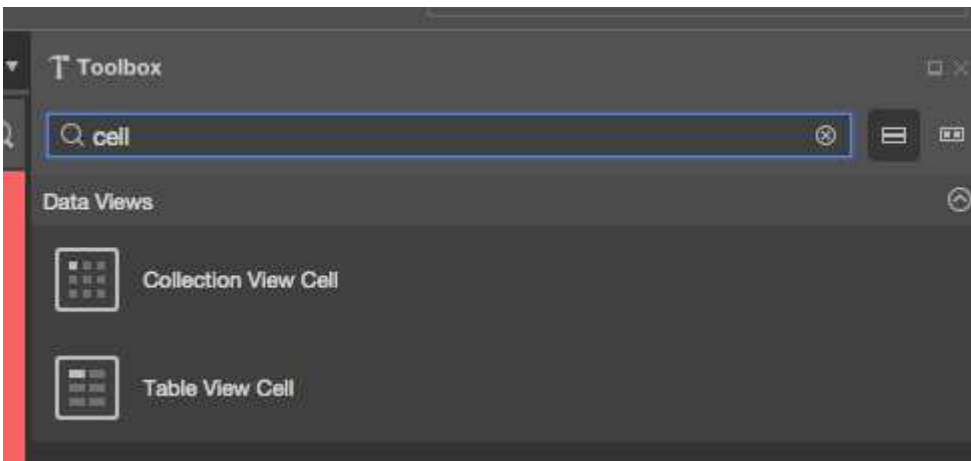 Toolbox
cell
Data Views
Collection View Cell
Table View Cell